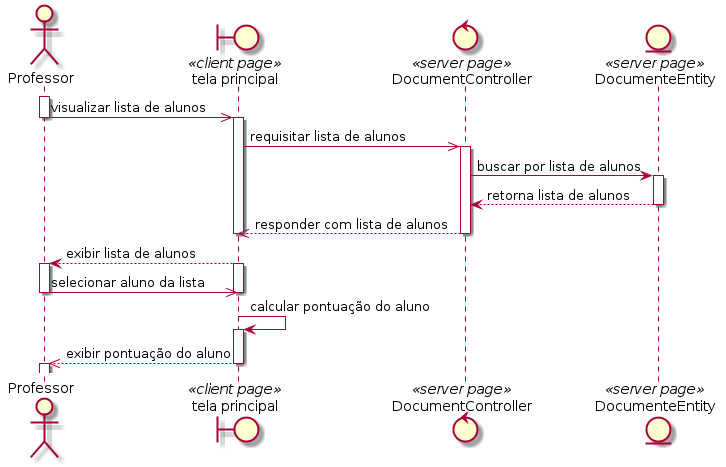 «client page»
«server page»
«server page»
Professor
tela principal
DocumentController
DocumenteEntity
visualizar lista de alunos
requisitar lista de alunos
buscar por lista de alunos
retorna lista de alunos
responder com lista de alunos
exibir lista de alunos
selecionar aluno da lista
calcular pontuação do aluno
exibir pontuação do aluno
Professor
«client page»
«server page»
«server page»
tela principal
DocumentController
DocumenteEntity